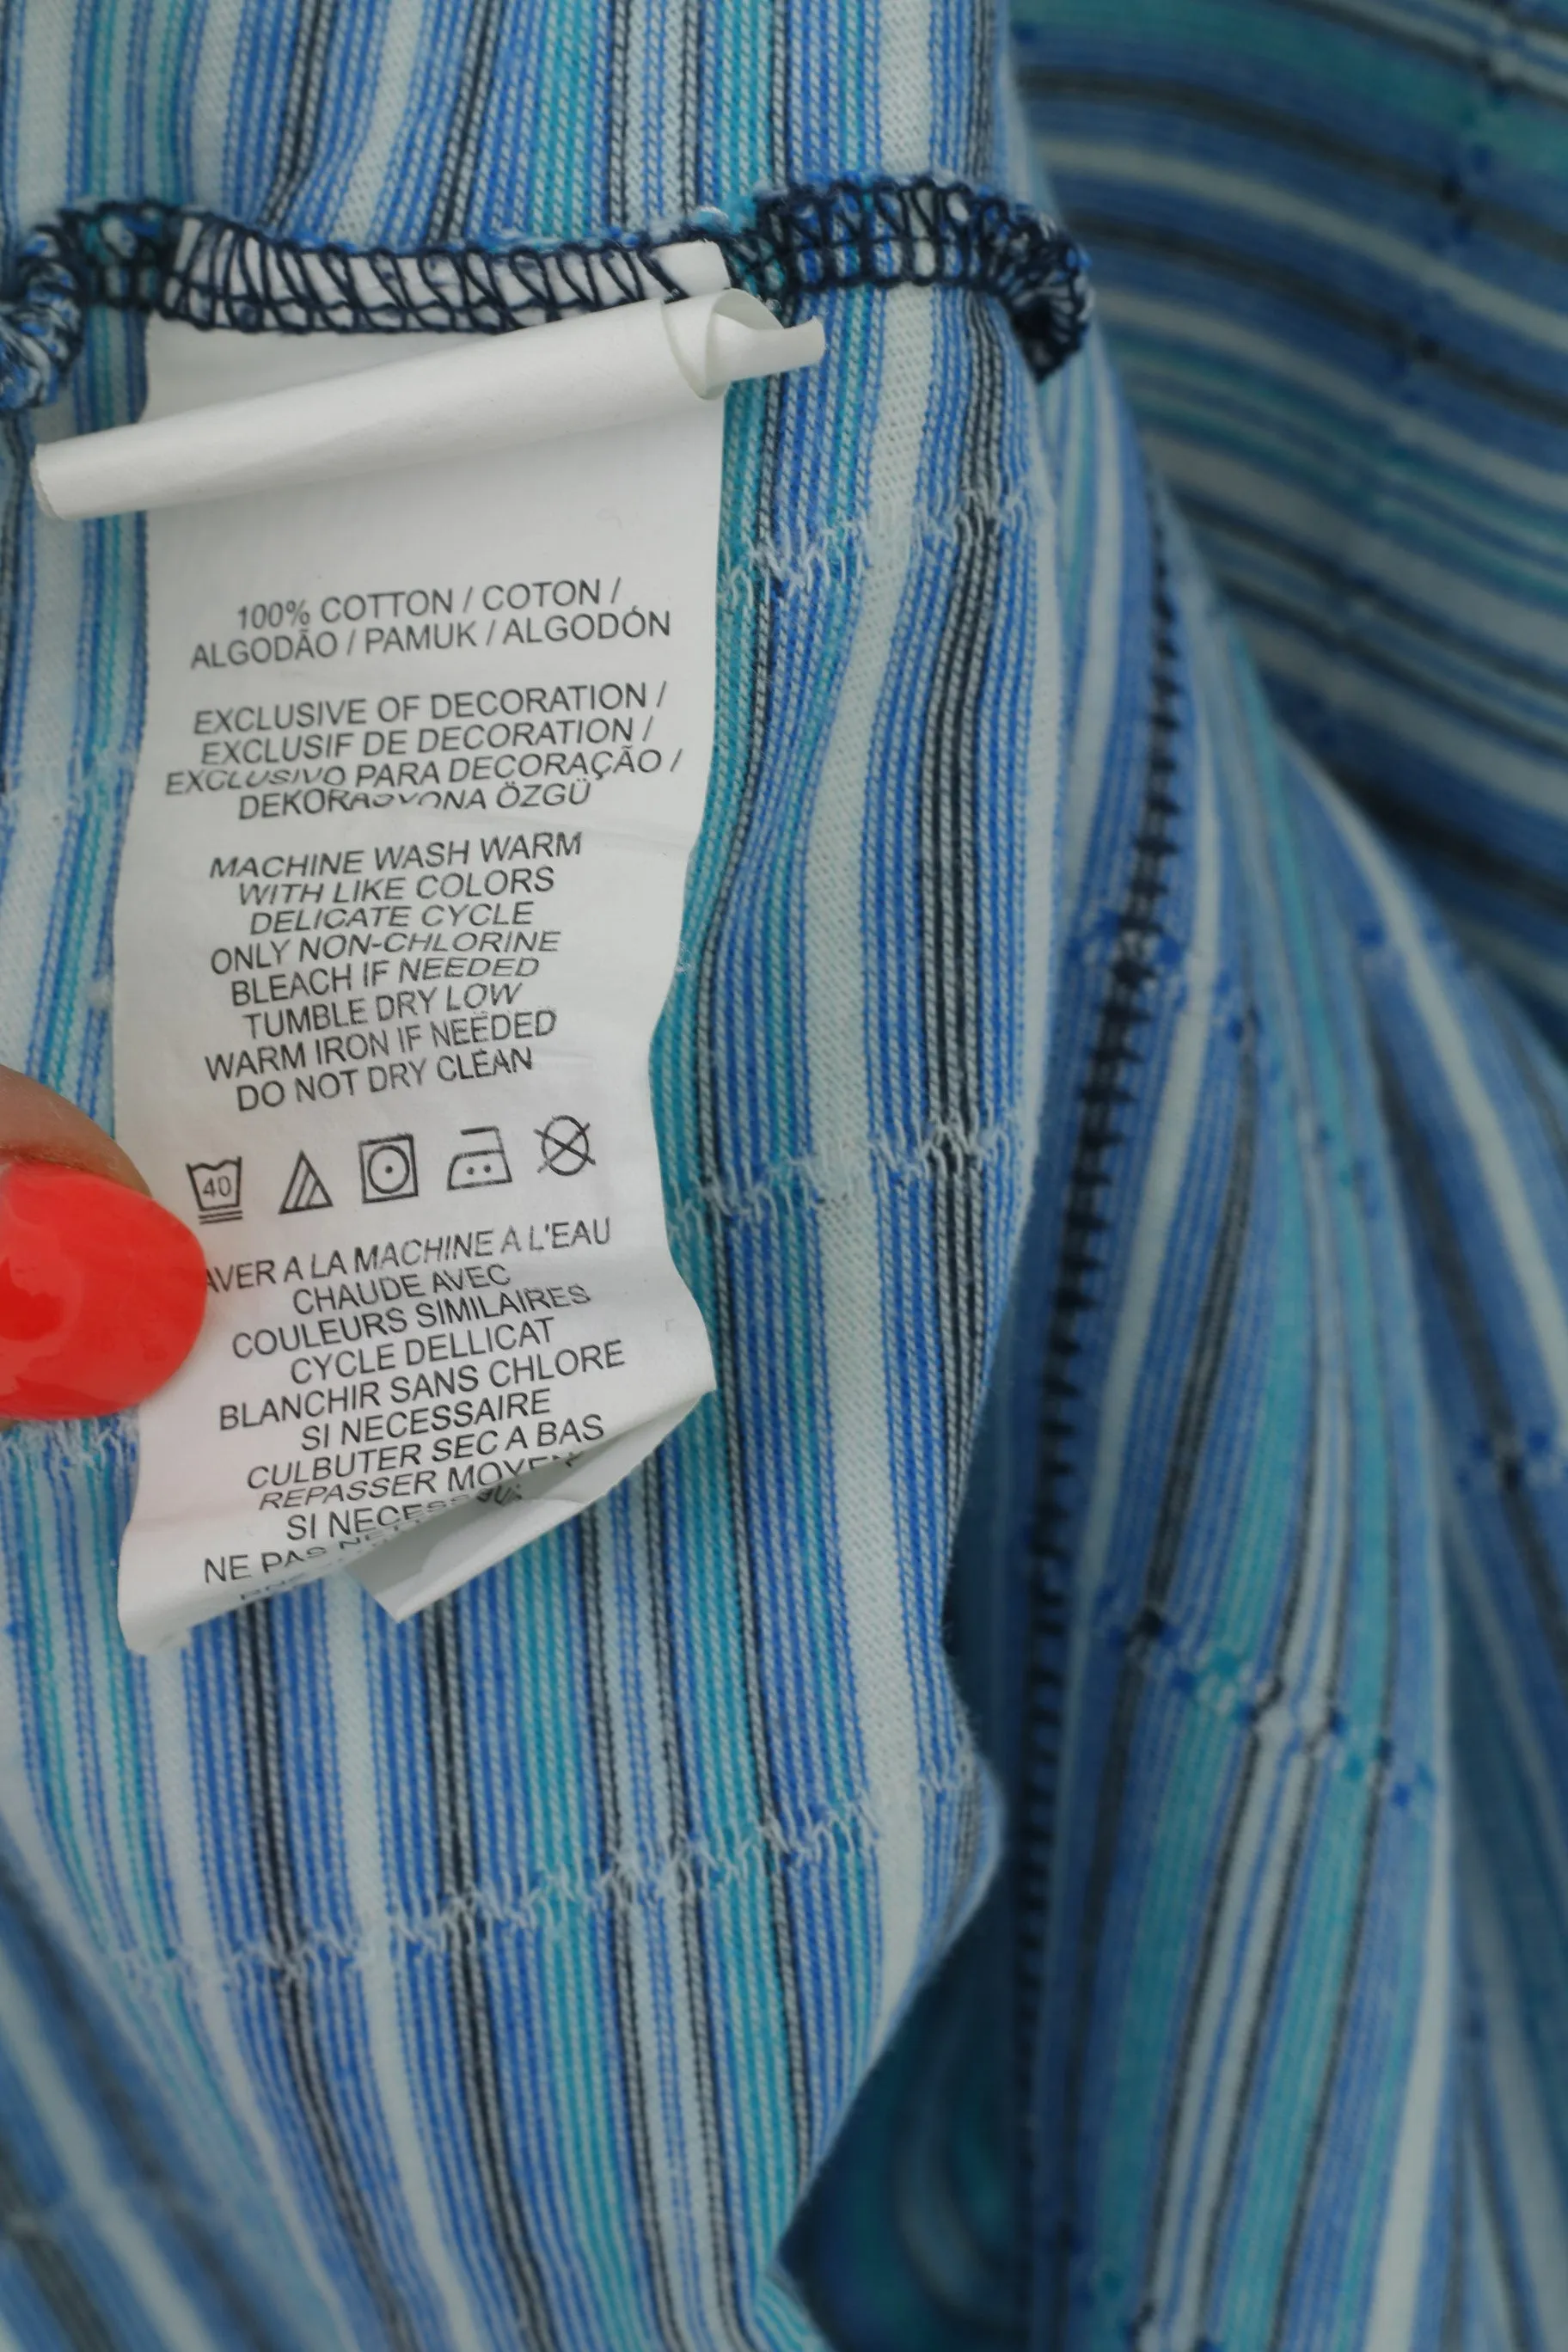 100% COTTON / COTON /
ALGODÃO / PAMUK / ALGODÓN
EXCLUSIVE OF DECORATION /
EXCLUSIF DE DECORATION /
EXCLUSIVO PARA DECORAÇÃO /
DEKORASYONA ÖZGÜ
MACHINE WASH WARM
WITH LIKE COLORS
DELICATE CYCLE
ONLY NON-CHLORINE
BLEACH IF NEEDED
TUMBLE DRY LOW
WARM IRON IF NEEDED
DO NOT DRY CLEAN
40
A LA MACHINE A L'EAU
CHAUDE AVEC
COULEURS SIMILAIRES
CYCLE DELLICAT
BLANCHIR SANS CHLORE
SI NECESSAIRE
CULBUTER SEC A BAS
REPASSER MOYEN
SI
NE PAS